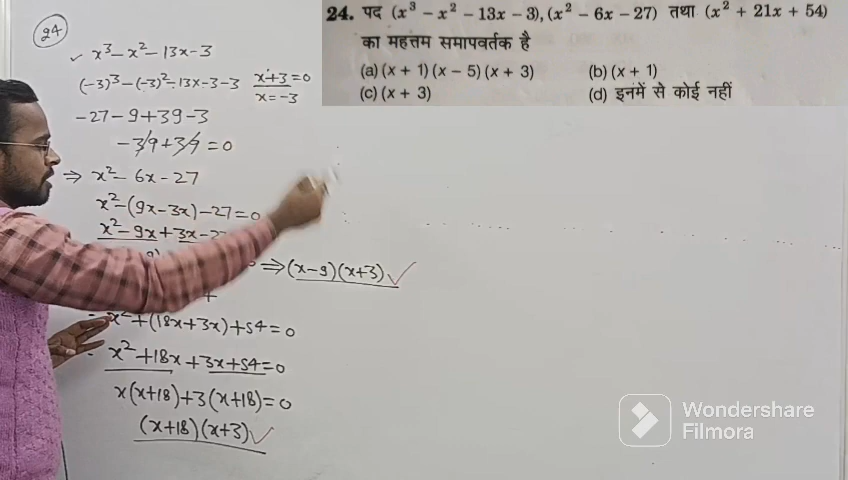 24. पद (x³ − x² − 13x − 3), (x² − 6x − 27) तथा (x² + 21x + 54)
का महत्तम समापवर्तक है
(a) (x + 1) (x − 5) (x + 3) (b) (x + 1)
(c) (x + 3) (d) इनमें से कोई नहीं
24
✓ x³ − x² − 13x − 3
(−3)³ − (−3)² − 13x − 3 − 3 x + 3 = 0
x = −3
−27 − 9 + 39 − 3
−39 + 39 = 0
⇒ x² − 6x − 27
x² − (9x − 3x) − 27 = 0
x² − 9x + 3x − 2
⇒ (x − 9) (x + 3) ✓
x² + (18x + 3x) + 54 = 0
x² + 18x + 3x + 54 = 0
x(x + 18) + 3(x + 18) = 0
(x + 18) (x + 3) ✓
Wondershare
Filmora